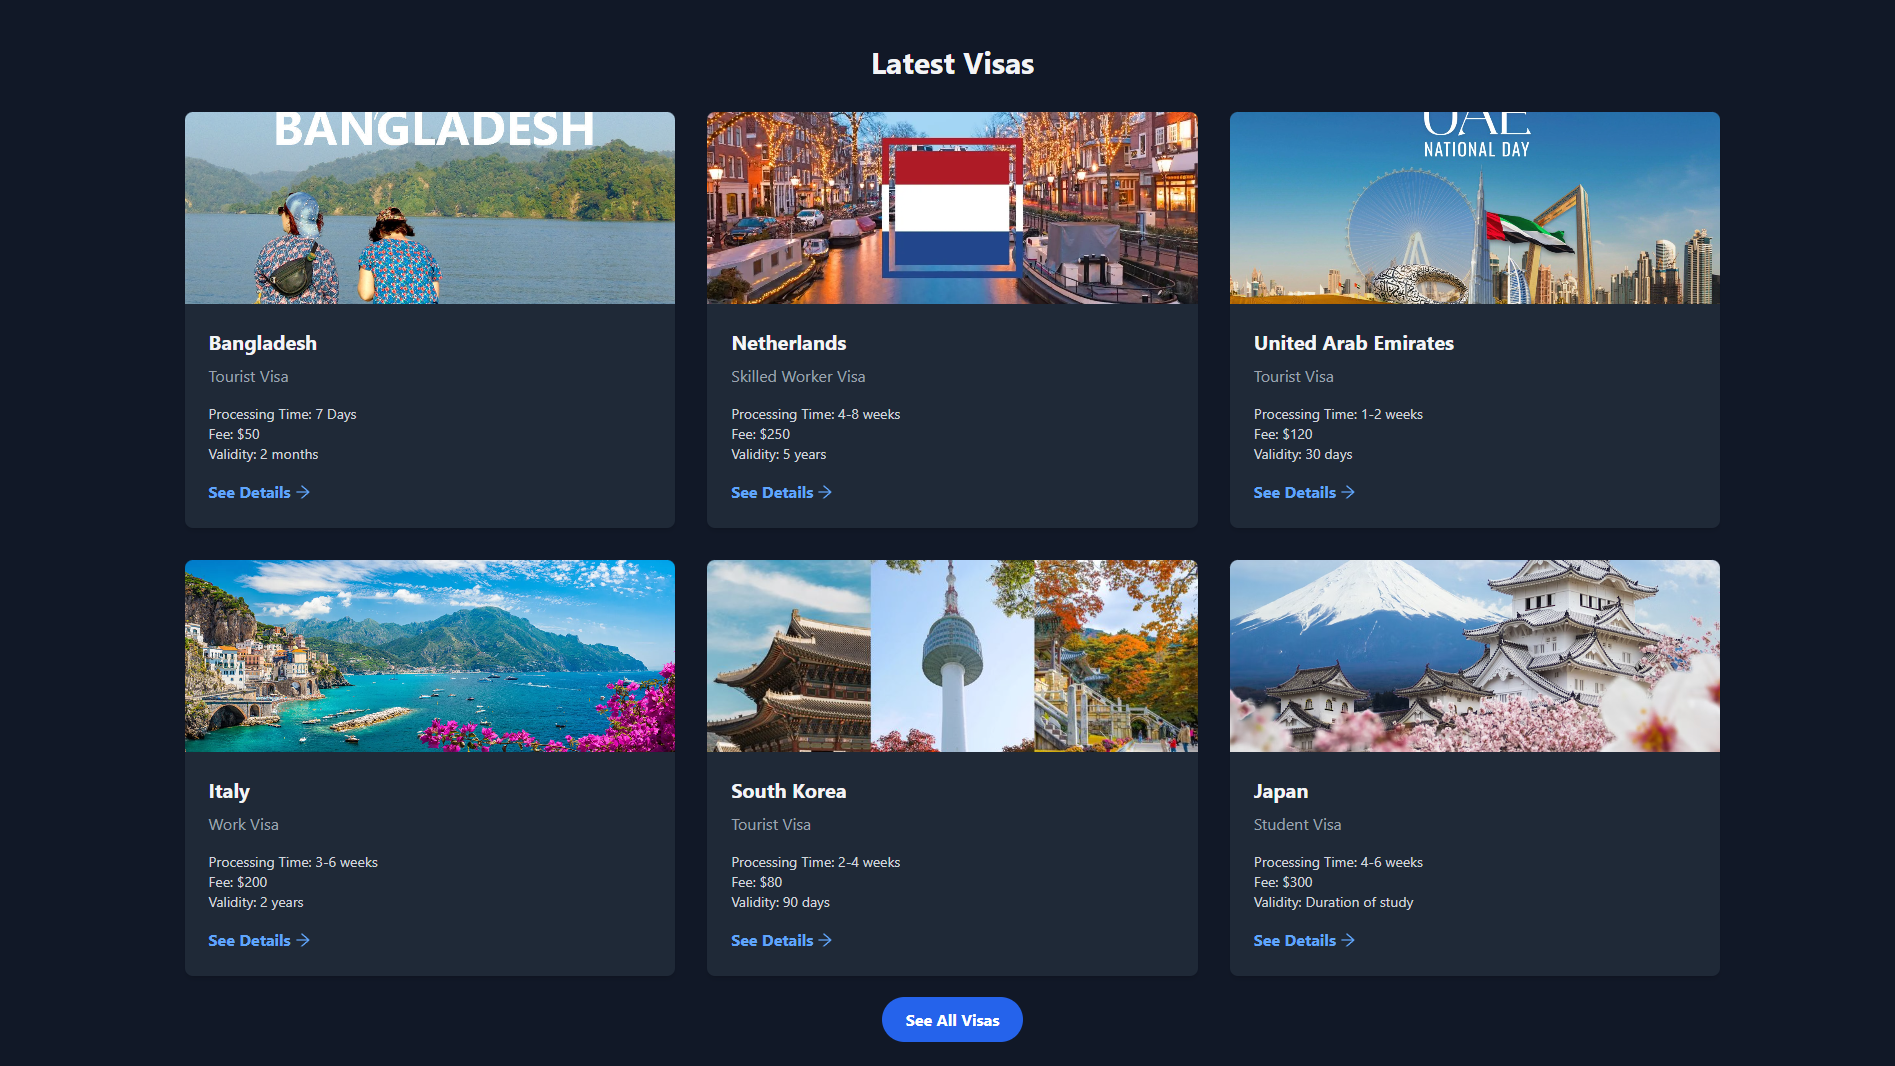 Latest Visas
BANGLADESH
Bangladesh
Tourist Visa
Processing Time: 7 Days
Fee: $50
Validity: 2 months
See Details
Netherlands
Skilled Worker Visa
Processing Time: 4-8 weeks
Fee: $250
Validity: 5 years
See Details
UAE
NATIONAL DAY
United Arab Emirates
Tourist Visa
Processing Time: 1-2 weeks
Fee: $120
Validity: 30 days
See Details
Italy
Work Visa
Processing Time: 3-6 weeks
Fee: $200
Validity: 2 years
See Details
South Korea
Tourist Visa
Processing Time: 2-4 weeks
Fee: $80
Validity: 90 days
See Details
Japan
Student Visa
Processing Time: 4-6 weeks
Fee: $300
Validity: Duration of study
See Details
See All Visas